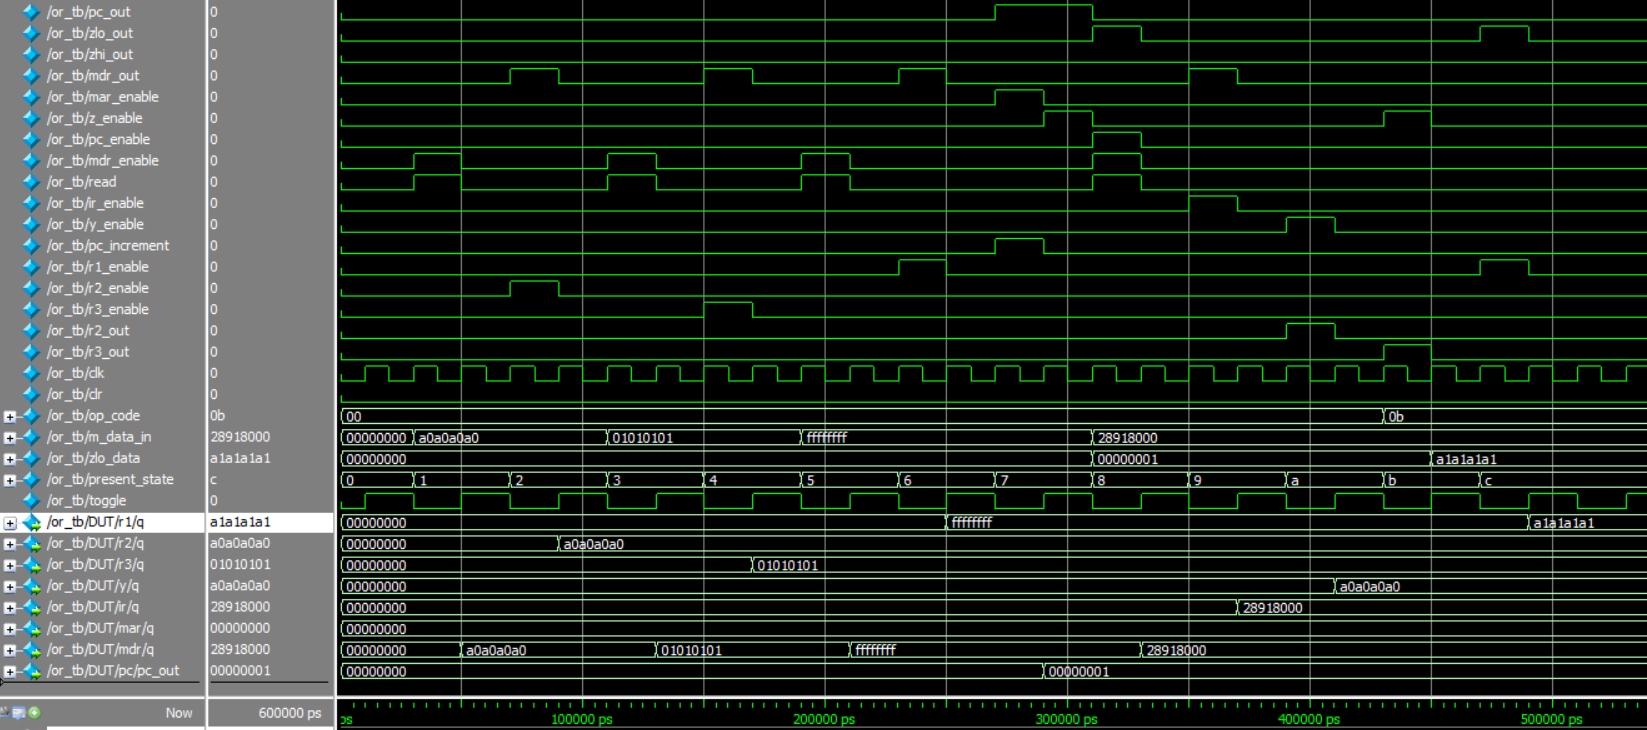 /or_tb/pc_out 0
/or_tb/zlo_out 0
/or_tb/zhi_out 0
/or_tb/mdr_out 0
/or_tb/mar_enable 0
/or_tb/z_enable 0
/or_tb/pc_enable 0
/or_tb/mdr_enable 0
/or_tb/read 0
/or_tb/ir_enable 0
/or_tb/y_enable 0
/or_tb/pc_increment 0
/or_tb/r1_enable 0
/or_tb/r2_enable 0
/or_tb/r3_enable 0
/or_tb/r2_out 0
/or_tb/r3_out 0
/or_tb/clk 0
/or_tb/clr 0
/or_tb/op_code 0b 00 0b
/or_tb/m_data_in 28918000 00000000 a0a0a0a0 01010101 ffffffff 28918000
/or_tb/zlo_data a1a1a1a1 00000000 00000001 a1a1a1a1
/or_tb/present_state c 0 1 2 3 4 5 6 7 8 9 a b c
/or_tb/toggle 0
/or_tb/DUT/r1/q a1a1a1a1 00000000 ffffffff a1a1a1a1
/or_tb/DUT/r2/q a0a0a0a0 00000000 a0a0a0a0
/or_tb/DUT/r3/q 01010101 00000000 01010101
/or_tb/DUT/y/q a0a0a0a0 00000000 a0a0a0a0
/or_tb/DUT/ir/q 28918000 00000000 28918000
/or_tb/DUT/mar/q 00000000 00000000
/or_tb/DUT/mdr/q 28918000 00000000 a0a0a0a0 01010101 ffffffff 28918000
/or_tb/DUT/pc/pc_out 00000001 00000000 00000001
Now 600000 ps ps 100000 ps 200000 ps 300000 ps 400000 ps 500000 ps